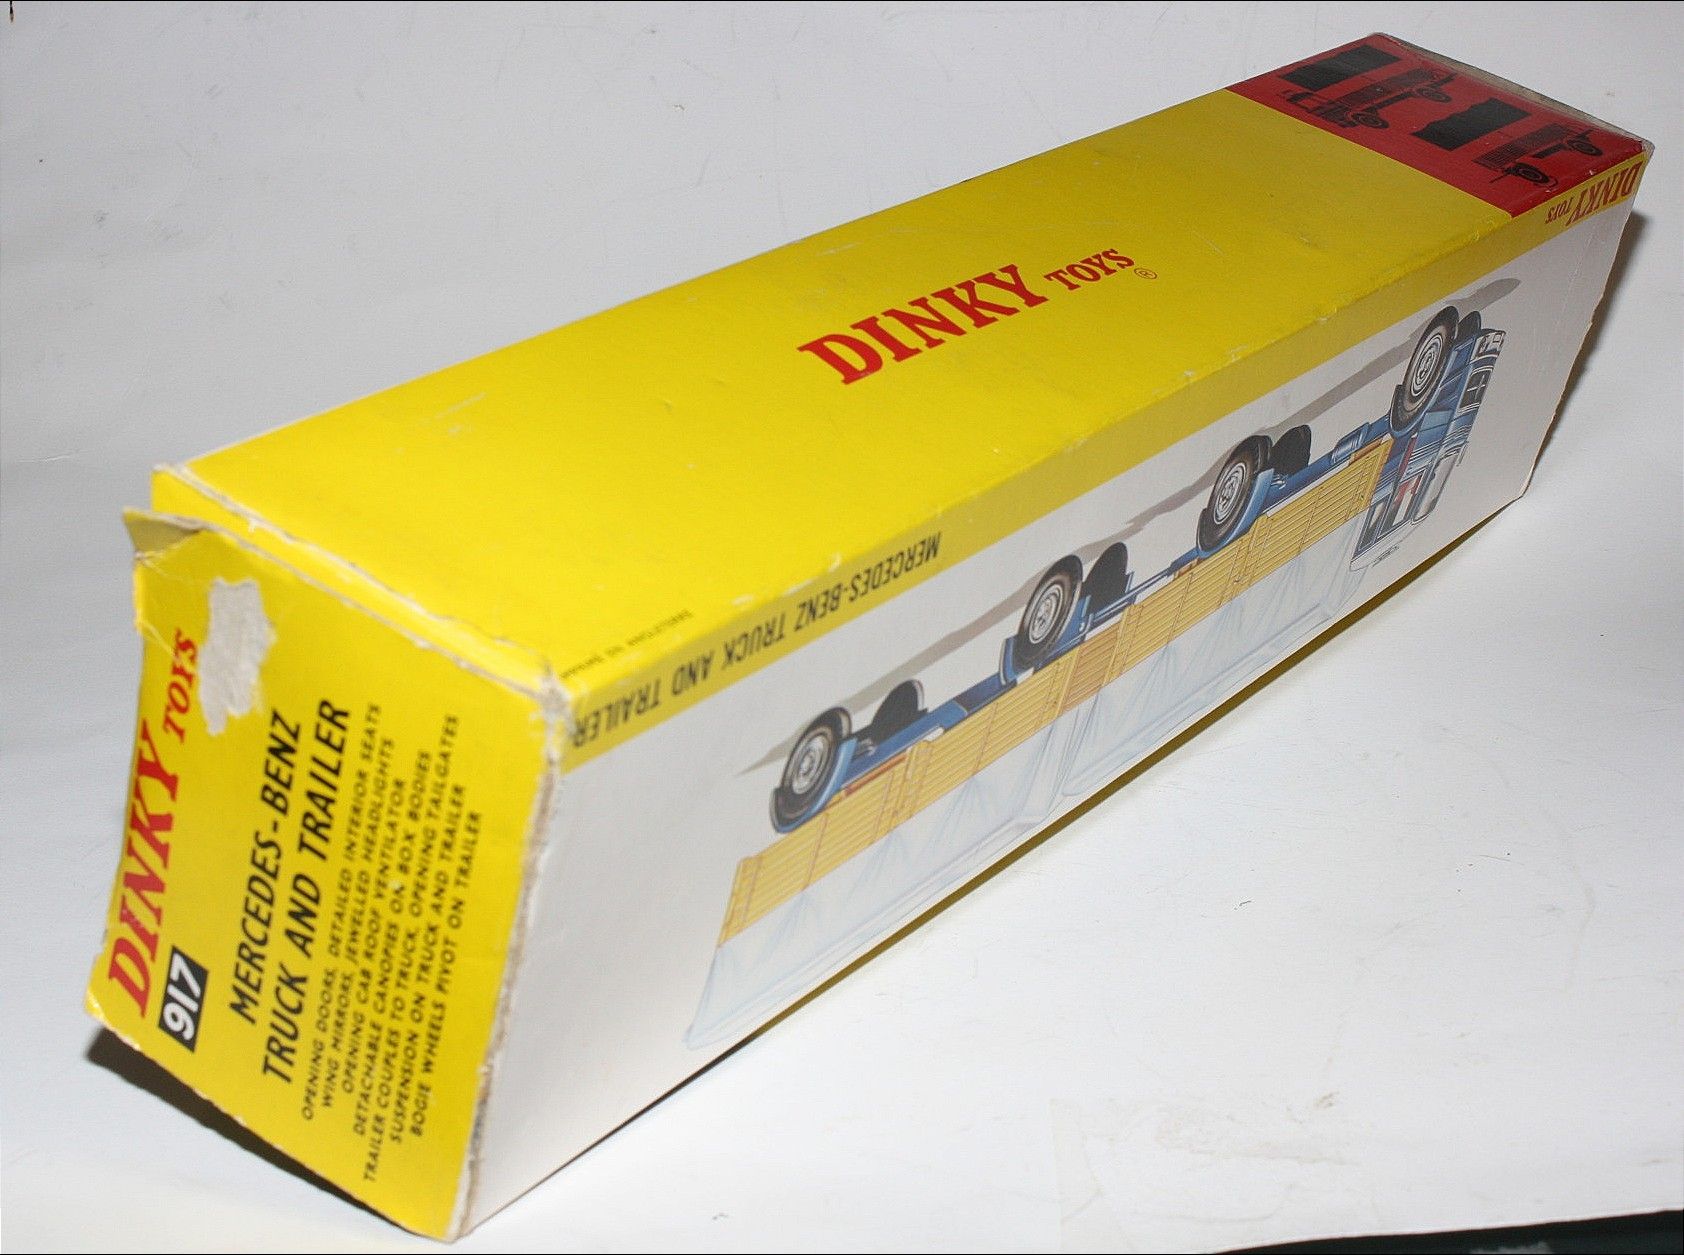 DINKY TOYS ®
DINKY TOYS
MERCEDES-BENZ TRUCK AND TRAILER
DINKY TOYS
917
MERCEDES-BENZ
TRUCK AND TRAILER
OPENING DOORS, DETAILED INTERIOR SEATS
WING MIRRORS, JEWELLED HEADLIGHTS
OPENING CAB ROOF VENTILATOR
DETACHABLE CANOPIES ON BOX BODIES
TRAILER COUPLES TO TRUCK, OPENING TAILGATES
SUSPENSION ON TRUCK AND TRAILER
BOGIE WHEELS PIVOT ON TRAILER